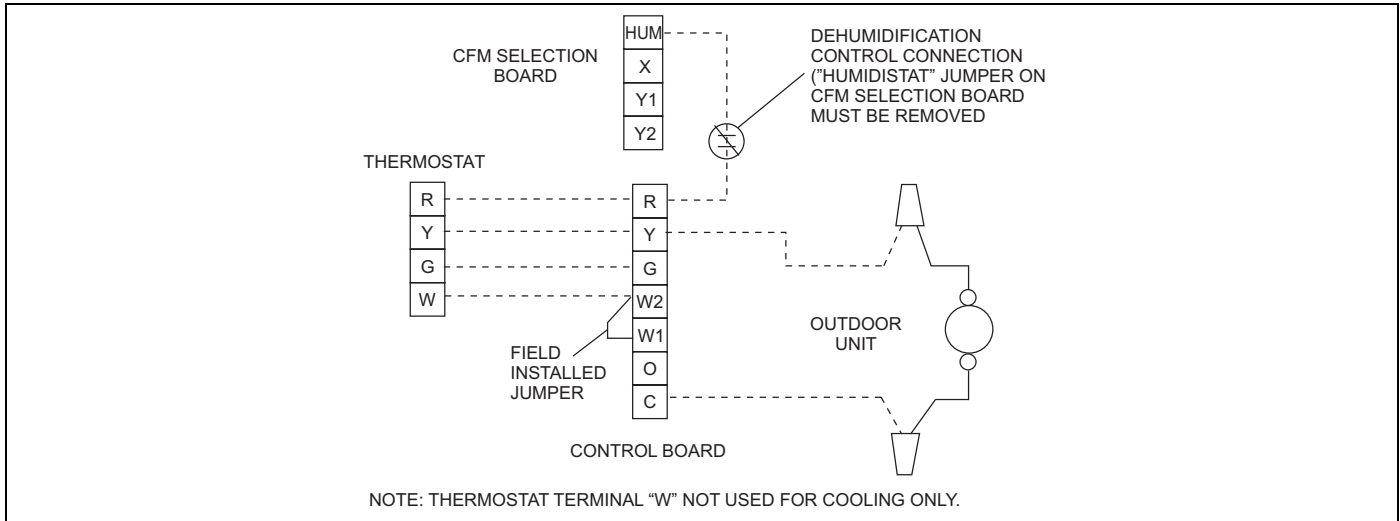 CFM SELECTION
BOARD
HUM
X
Y1
Y2
DEHUMIDIFICATION
CONTROL CONNECTION
("HUMIDISTAT" JUMPER ON
CFM SELECTION BOARD
MUST BE REMOVED
THERMOSTAT
R
Y
G
W
R
Y
G
W2
W1
O
C
FIELD
INSTALLED
JUMPER
OUTDOOR
UNIT
CONTROL BOARD
NOTE: THERMOSTAT TERMINAL “W” NOT USED FOR COOLING ONLY.